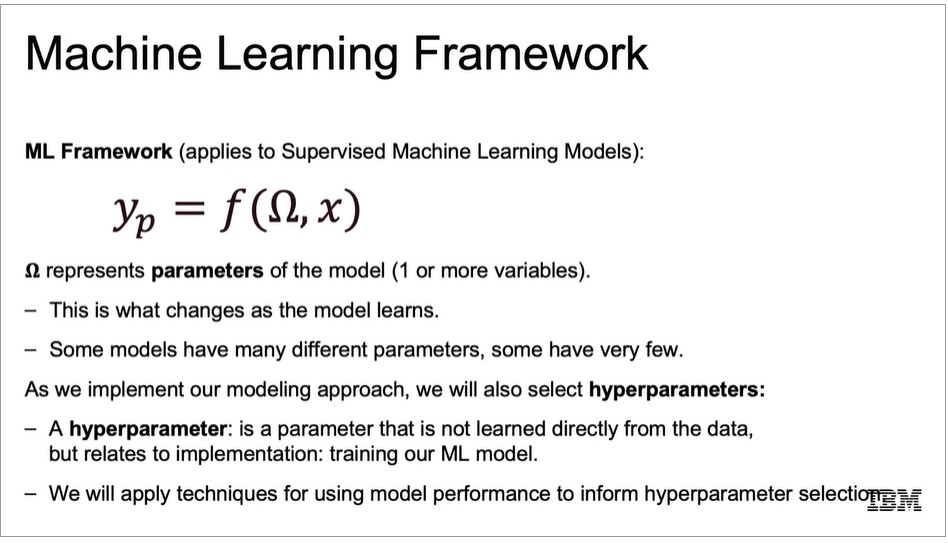 Machine Learning Framework
ML Framework (applies to Supervised Machine Learning Models):
yₚ = f(Ω, x)
Ω represents parameters of the model (1 or more variables).
– This is what changes as the model learns.
– Some models have many different parameters, some have very few.
As we implement our modeling approach, we will also select hyperparameters:
– A hyperparameter: is a parameter that is not learned directly from the data,
but relates to implementation: training our ML model.
– We will apply techniques for using model performance to inform hyperparameter selection.
IBM